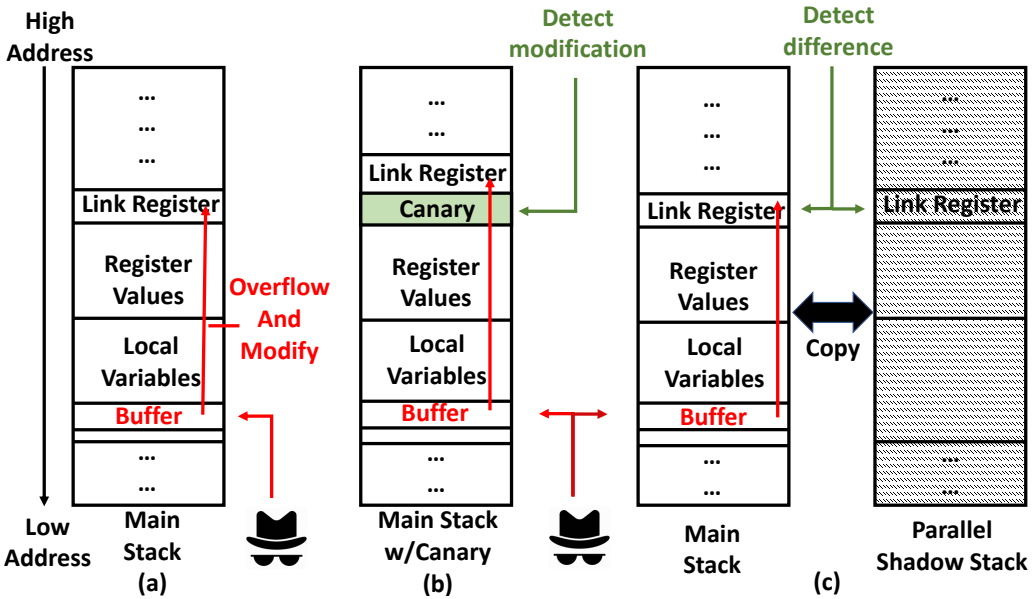 High
Address
Detect
modification
Detect
difference
...
...
...
Link Register
Register
Values
Local
Variables
Buffer
...
...
Overflow
And
Modify
...
...
Link Register
Canary
Register
Values
Local
Variables
Buffer
...
...
...
...
...
Link Register
Register
Values
Local
Variables
Buffer
...
...
Copy
...
...
...
Link Register
...
...
Low
Address
Main
Stack
(a)
Main Stack
w/Canary
(b)
Main
Stack
(c)
Parallel
Shadow Stack